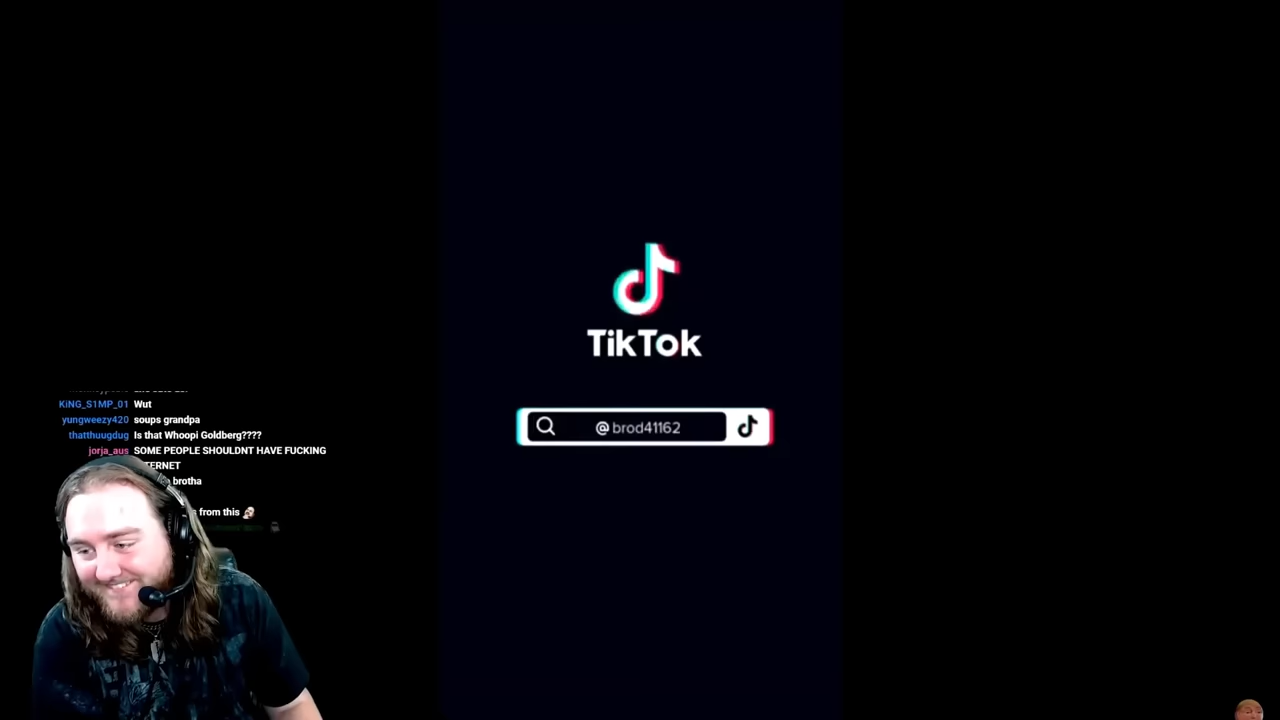 TikTok
@brod41162
KiNG_S1MP_01 Wut
yungweezy420 soups grandpa
thatthuugdug Is that Whoopi Goldberg????
jorja_aus SOME PEOPLE SHOULDNT HAVE FUCKING
TERNET
brotha
from this